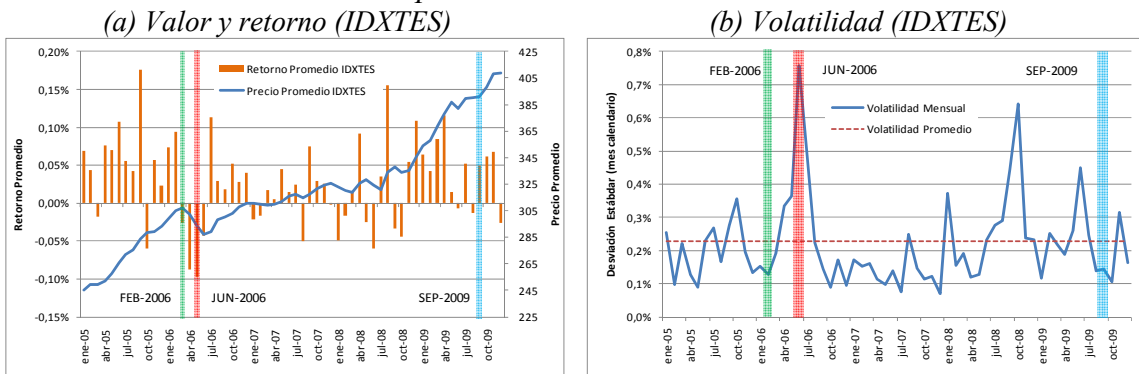 (a) Valor y retorno (IDXTES)
0,20%
0,15%
0,10%
0,05%
0,00%
-0,05%
-0,10%
-0,15%
Retorno Promedio
Retorno Promedio IDXTES
Precio Promedio IDXTES
FEB-2006
JUN-2006
SEP-2009
425
405
385
365
345
325
305
285
265
245
225
Precio Promedio
ene-05
abr-05
jul-05
oct-05
ene-06
abr-06
jul-06
oct-06
ene-07
abr-07
jul-07
oct-07
ene-08
abr-08
jul-08
oct-08
ene-09
abr-09
jul-09
oct-09
(b) Volatilidad (IDXTES)
0,8%
0,7%
0,6%
0,5%
0,4%
0,3%
0,2%
0,1%
0,0%
Desviación Estándar (mes calendario)
FEB-2006
JUN-2006
SEP-2009
Volatilidad Mensual
Volatilidad Promedio
ene-05
abr-05
jul-05
oct-05
ene-06
abr-06
jul-06
oct-06
ene-07
abr-07
jul-07
oct-07
ene-08
abr-08
jul-08
oct-08
ene-09
abr-09
jul-09
oct-09